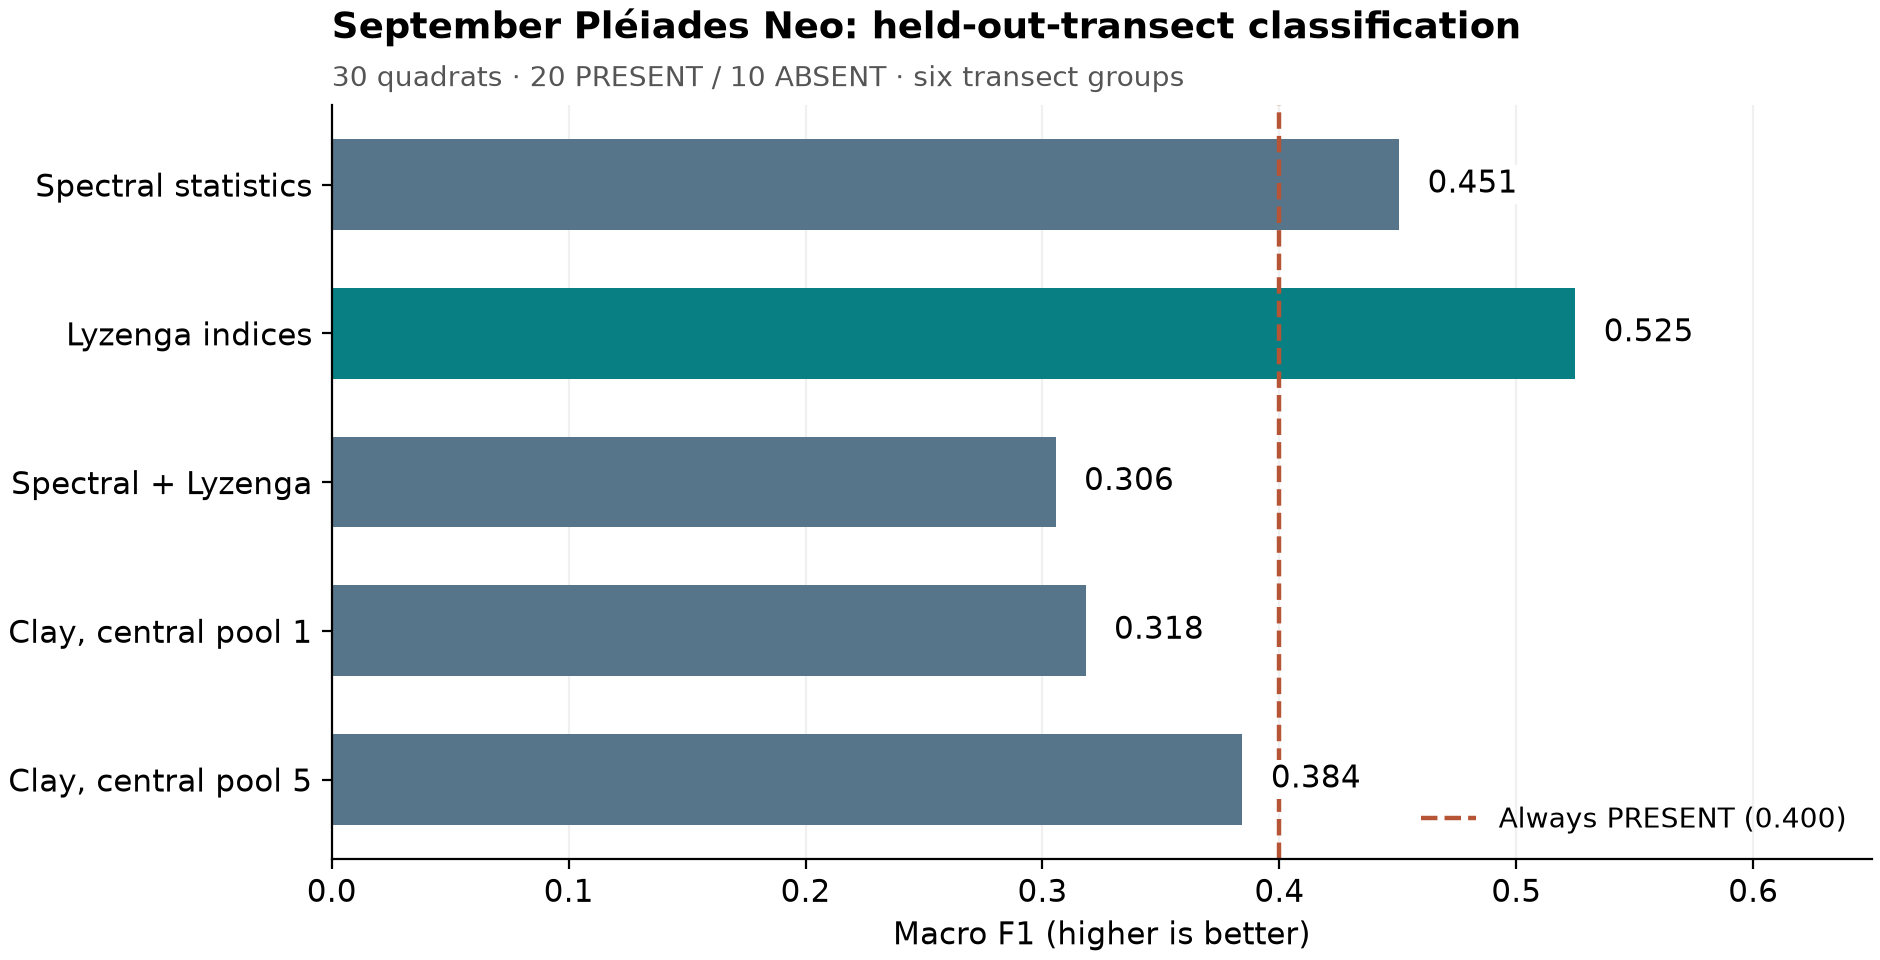 September Pléiades Neo: held-out-transect classification
30 quadrats · 20 PRESENT / 10 ABSENT · six transect groups
Spectral statistics
0.451
Lyzenga indices
0.525
Spectral + Lyzenga
0.306
Clay, central pool 1
0.318
Clay, central pool 5
0.384
Always PRESENT (0.400)
0.0 0.1 0.2 0.3 0.4 0.5 0.6
Macro F1 (higher is better)